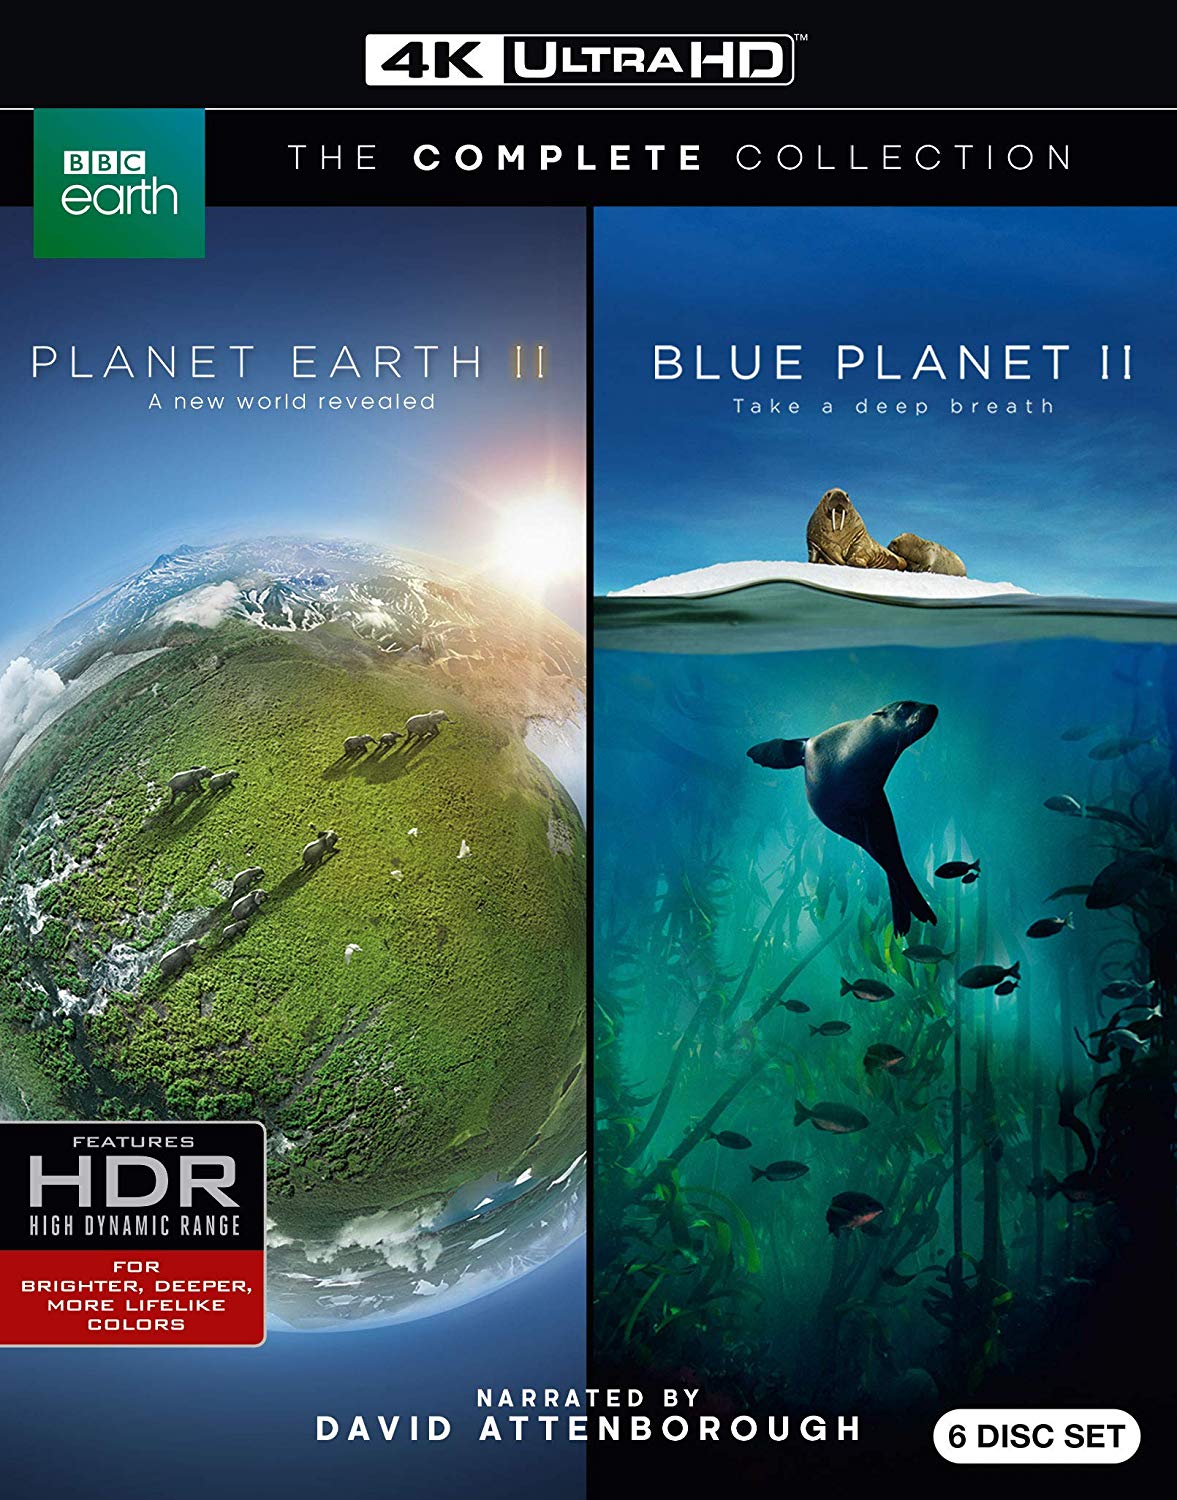 4K ULTRA HD™
BBC
earth
THE COMPLETE COLLECTION
PLANET EARTH II
A new world revealed
BLUE PLANET II
Take a deep breath
FEATURES
HDR
HIGH DYNAMIC RANGE
FOR
BRIGHTER, DEEPER,
MORE LIFELIKE
COLORS
NARRATED BY
DAVID ATTENBOROUGH
6 DISC SET